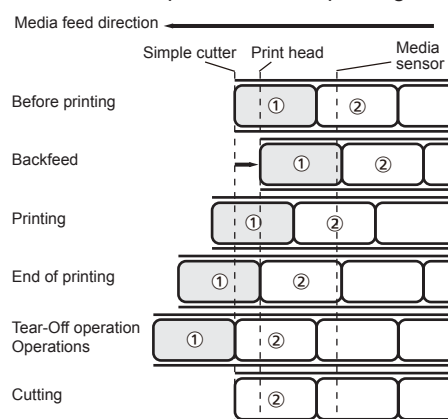 Media feed direction
Simple cutter Print head Media sensor
Before printing ① ②
Backfeed ① ②
Printing ① ②
End of printing ① ②
Tear-Off operation
Operations ① ②
Cutting ②